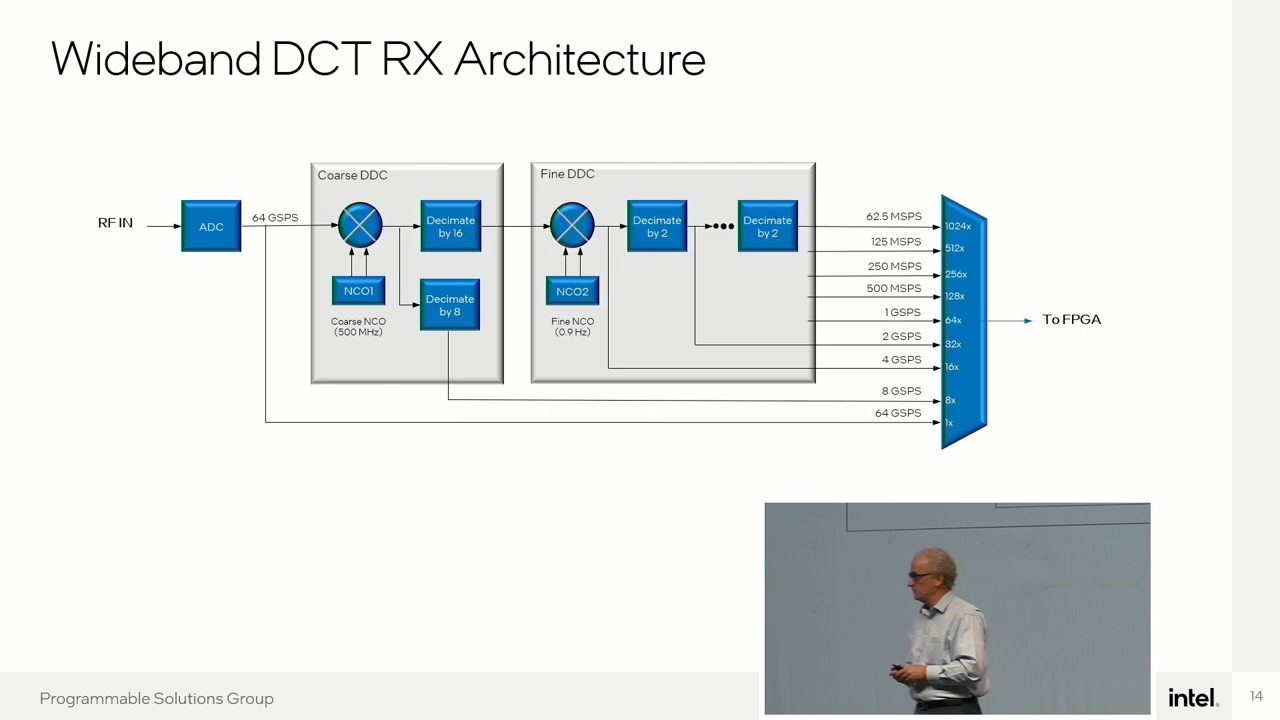 Wideband DCT RX Architecture
RF IN
ADC
64 GSPS
Coarse DDC
Decimate
by 16
NCO1
Decimate
by 8
Coarse NCO
(500 MHz)
Fine DDC
Decimate
by 2
Decimate
by 2
NCO2
Fine NCO
(0.9 Hz)
62.5 MSPS
1024x
125 MSPS
512x
250 MSPS
256x
500 MSPS
128x
1 GSPS
64x
2 GSPS
32x
4 GSPS
16x
8 GSPS
8x
64 GSPS
1x
To FPGA
Programmable Solutions Group
intel.
14